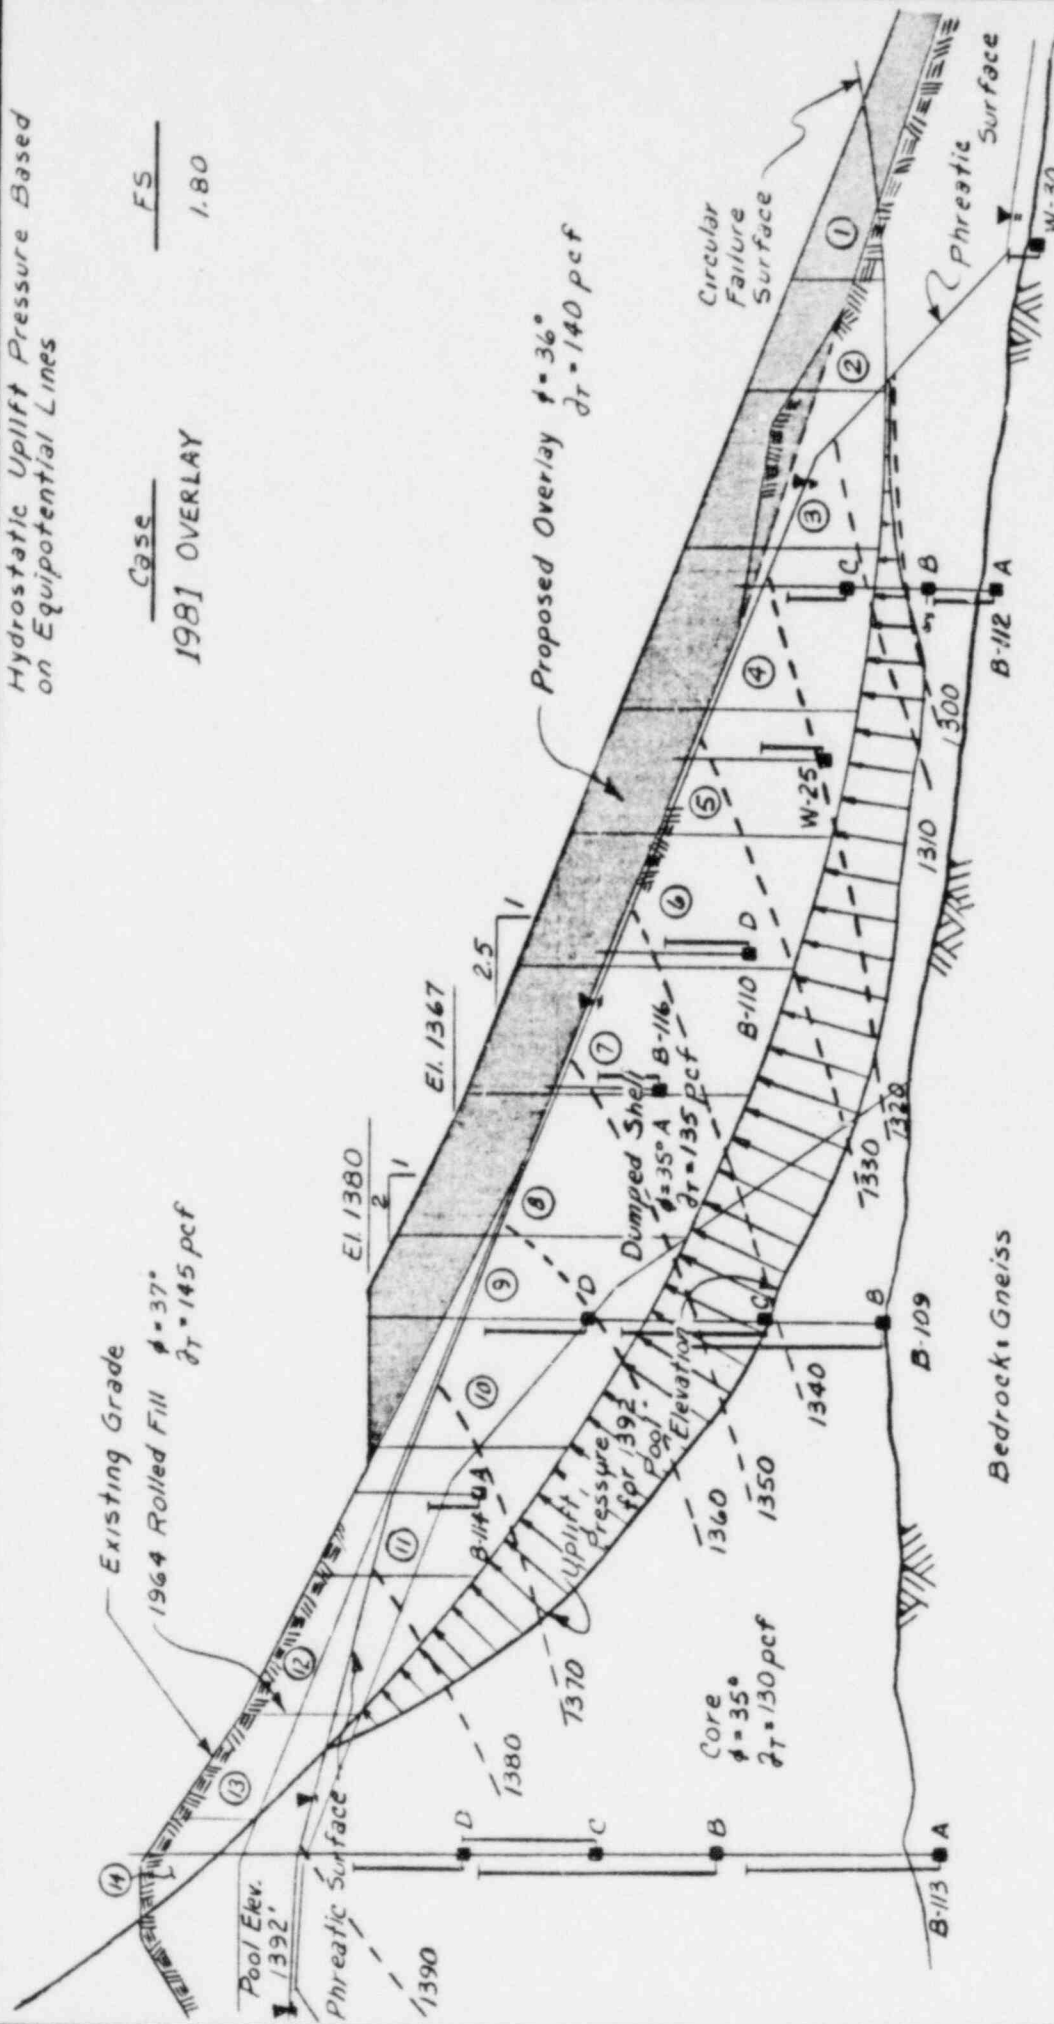 Hydrostatic Uplift Pressure Based
on Equipotential Lines
Case
FS
1981 OVERLAY
1.80
Existing Grade
1964 Rolled Fill ϕ=37°
∂T = 145 pcf
El. 1380
2
1
El. 1367
2.5
1
Proposed Overlay ϕ=36°
∂T = 140 pcf
Circular
Failure
Surface
Phreatic
Surface
14
13
12
11
10
9
8
7
6
5
4
3
2
1
Pool Elev.
1392'
Phreatic Surface
1390
1380
1370
1360
1350
1340
1330
1320
1310
1300
Uplift
Pressure
for 1392
Pool
Elevation
Dumped Shell
ϕ=35°
∂T = 135 pcf
Core
ϕ=35°
∂T = 130 pcf
Bedrock: Gneiss
D
C
B
A
B-113
B-114
A
D
C
B
B-109
B-116
A
B-110
D
W-25
C
B
A
B-112
W-30